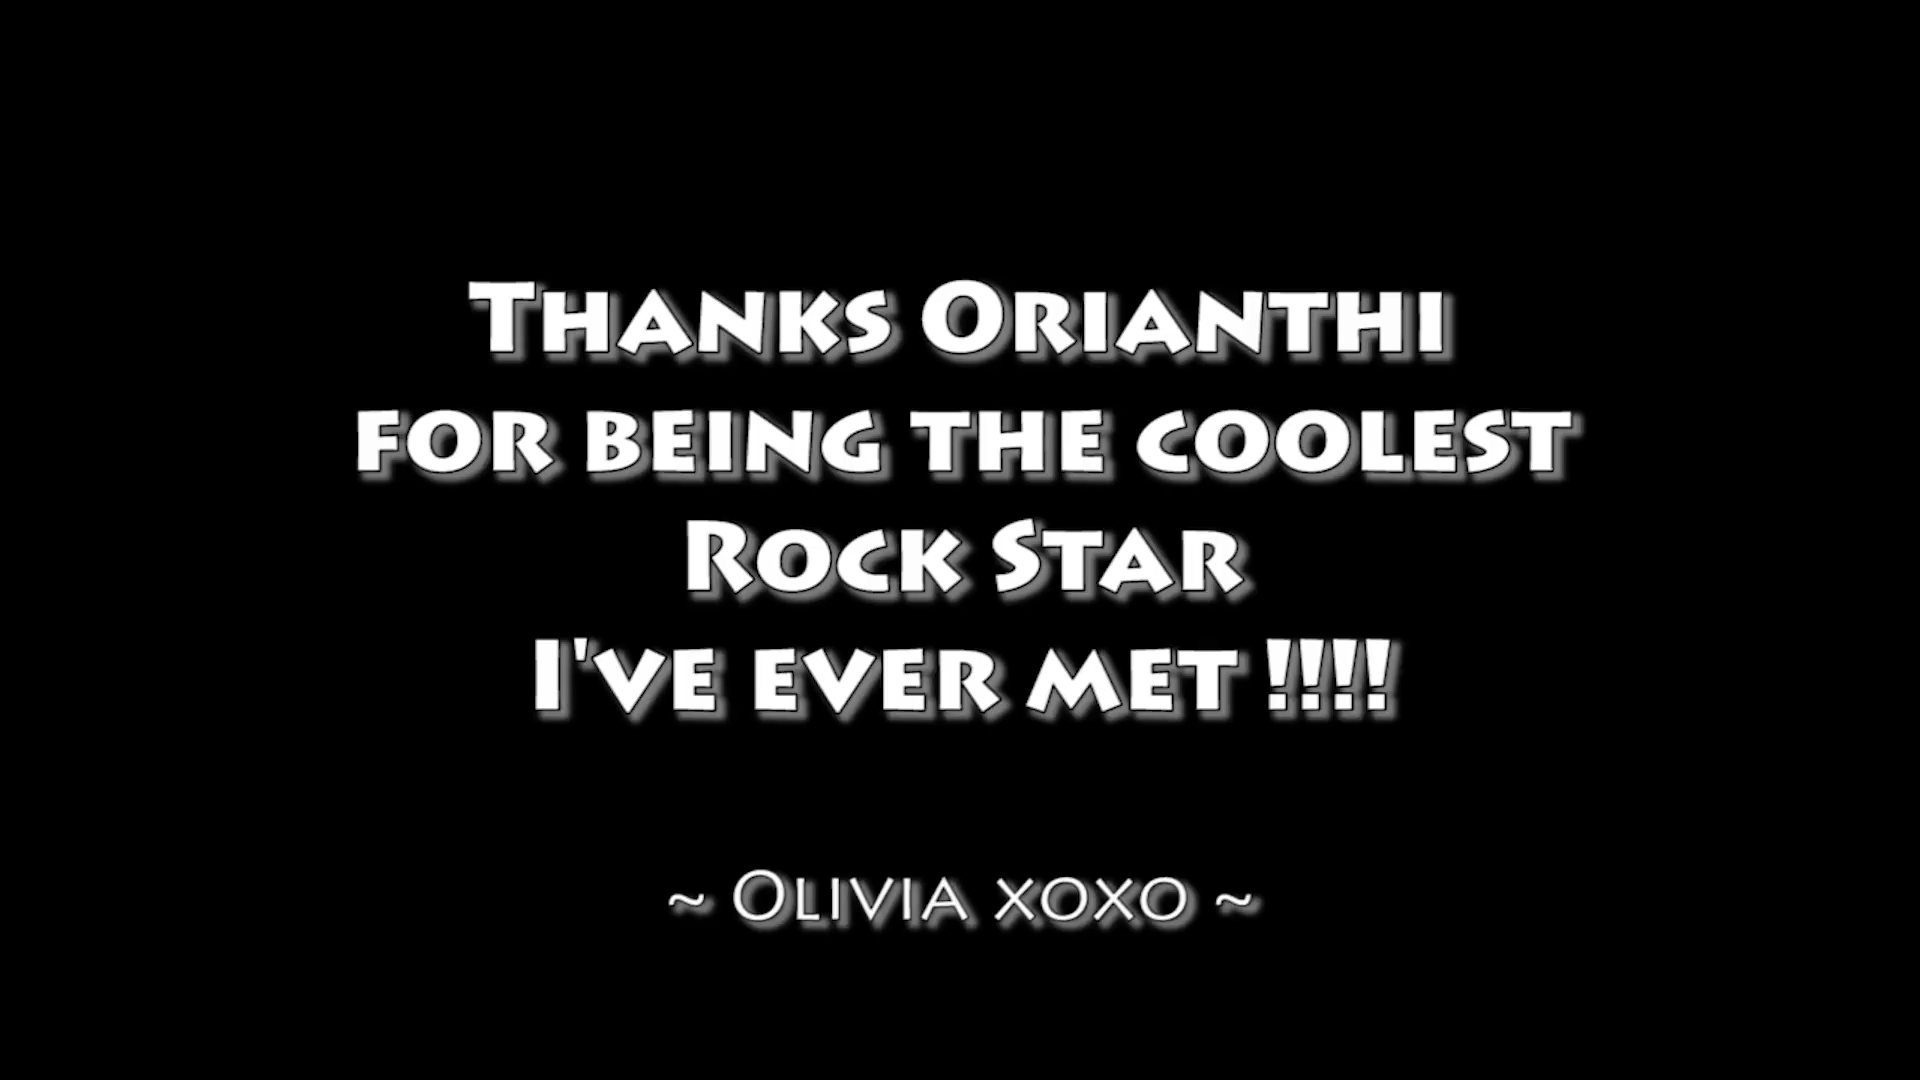 Thanks Orianthi
for being the coolest
Rock Star
I've ever met !!!!
~ Olivia xoxo ~